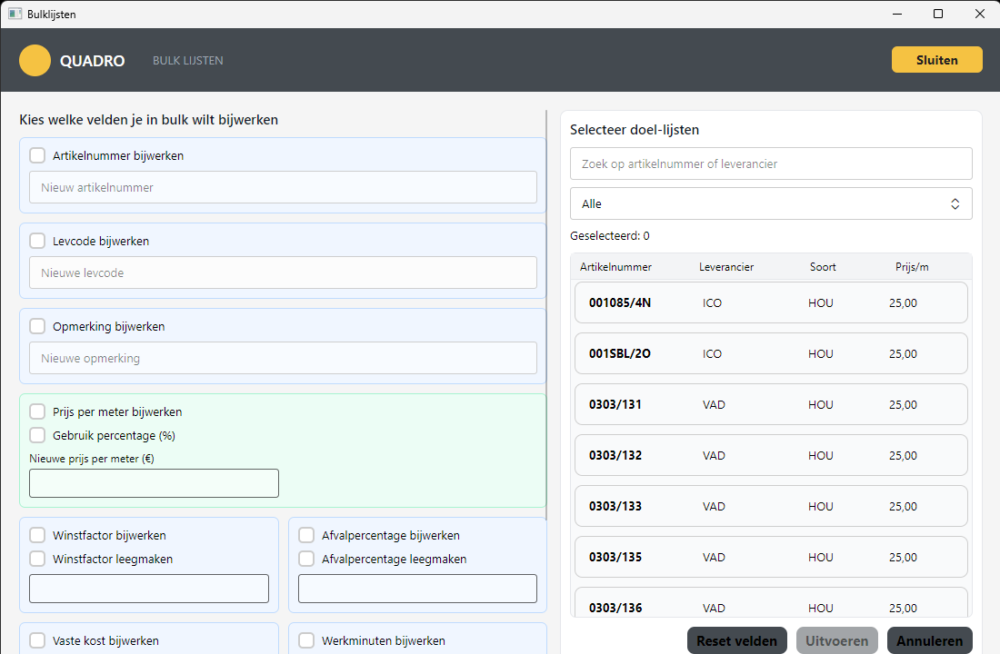 Bulklijsten
QUADRO
BULK LIJSTEN
Sluiten
Kies welke velden je in bulk wilt bijwerken
Artikelnummer bijwerken
Nieuw artikelnummer
Levcode bijwerken
Nieuwe levcode
Opmerking bijwerken
Nieuwe opmerking
Prijs per meter bijwerken
Gebruik percentage (%)
Nieuwe prijs per meter (€)
Winstfactor bijwerken
Winstfactor leegmaken
Afvalpercentage bijwerken
Afvalpercentage leegmaken
Vaste kost bijwerken
Werkminuten bijwerken
Selecteer doel-lijsten
Zoek op artikelnummer of leverancier
Alle
Geselecteerd: 0
Artikelnummer Leverancier Soort Prijs/m
001085/4N ICO HOU 25,00
001SBL/2O ICO HOU 25,00
0303/131 VAD HOU 25,00
0303/132 VAD HOU 25,00
0303/133 VAD HOU 25,00
0303/135 VAD HOU 25,00
0303/136 VAD HOU 25,00
Reset velden Uitvoeren Annuleren